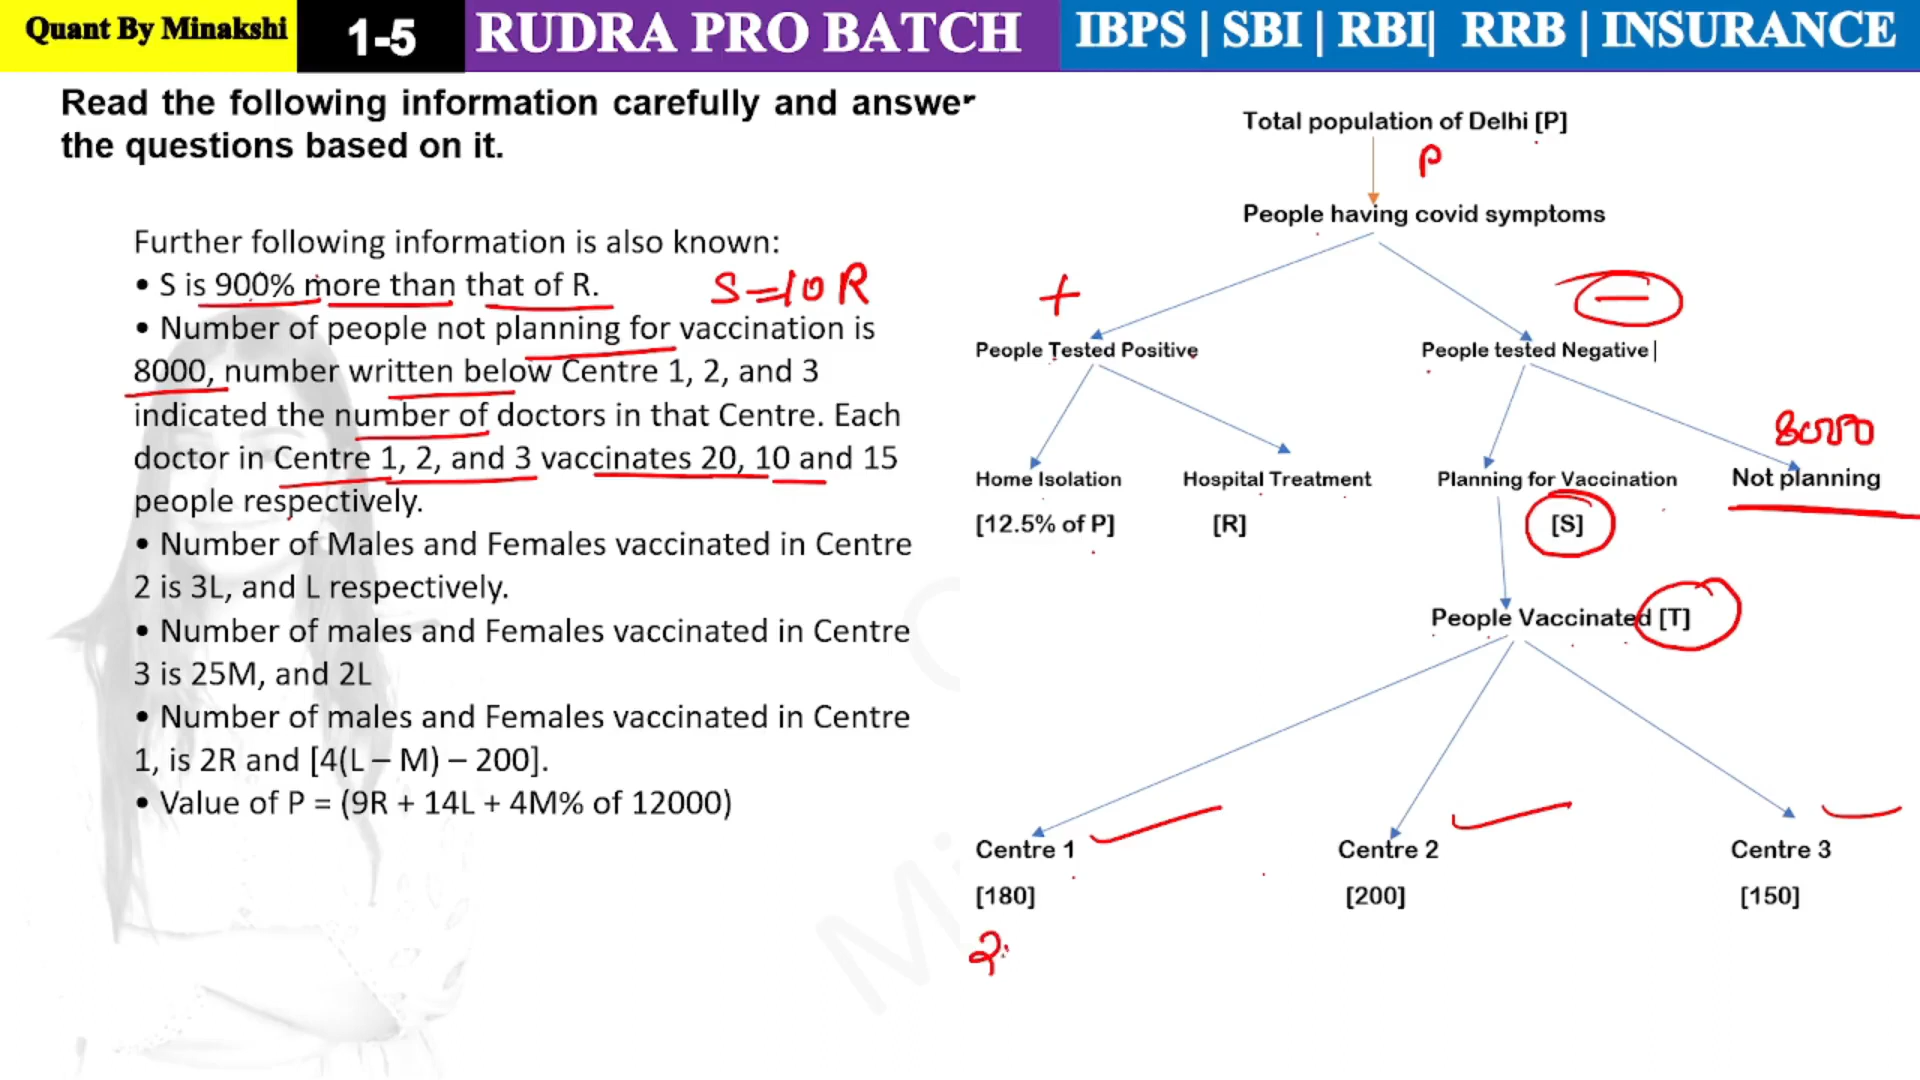 Quant By Minakshi
1-5
RUDRA PRO BATCH
IBPS | SBI | RBI| RRB | INSURANCE
Read the following information carefully and answer
the questions based on it.
Further following information is also known:
• S is 900% more than that of R.
S=10R
• Number of people not planning for vaccination is
8000, number written below Centre 1, 2, and 3
indicated the number of doctors in that Centre. Each
doctor in Centre 1, 2, and 3 vaccinates 20, 10 and 15
people respectively.
• Number of Males and Females vaccinated in Centre
2 is 3L, and L respectively.
• Number of males and Females vaccinated in Centre
3 is 25M, and 2L
• Number of males and Females vaccinated in Centre
1, is 2R and [4(L – M) – 200].
• Value of P = (9R + 14L + 4M% of 12000)
Total population of Delhi [P]
P
People having covid symptoms
+
—
People Tested Positive
People tested Negative
8000
Home Isolation
Hospital Treatment
Planning for Vaccination
Not planning
[12.5% of P]
[R]
[S]
People Vaccinated [T]
Centre 1
Centre 2
Centre 3
[180]
[200]
[150]
2